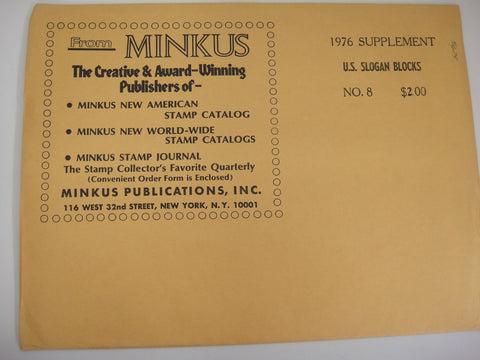 From MINKUS
The Creative & Award-Winning
Publishers of-
• MINKUS NEW AMERICAN
STAMP CATALOG
• MINKUS NEW WORLD-WIDE
STAMP CATALOGS
• MINKUS STAMP JOURNAL
The Stamp Collector's Favorite Quarterly
(Convenient Order Form is Enclosed)
MINKUS PUBLICATIONS, INC.
116 WEST 32nd STREET, NEW YORK, N.Y. 10001
1976 SUPPLEMENT
U.S. SLOGAN BLOCKS
NO. 8 $2.00